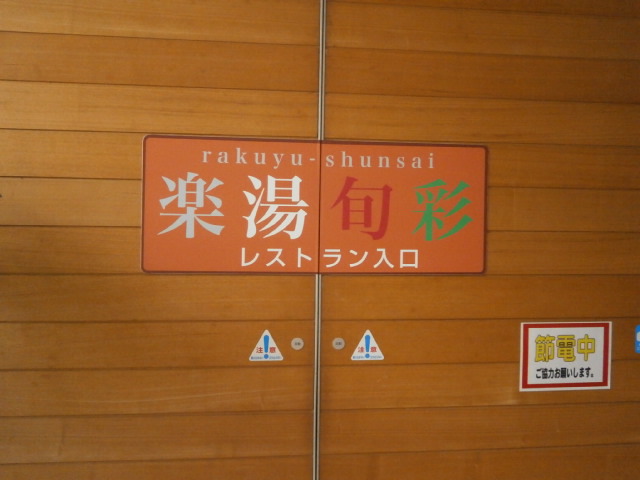 rakuyu-shunsai
楽湯旬彩
レストラン入口
注意
注意
節電中
ご協力お願いします。